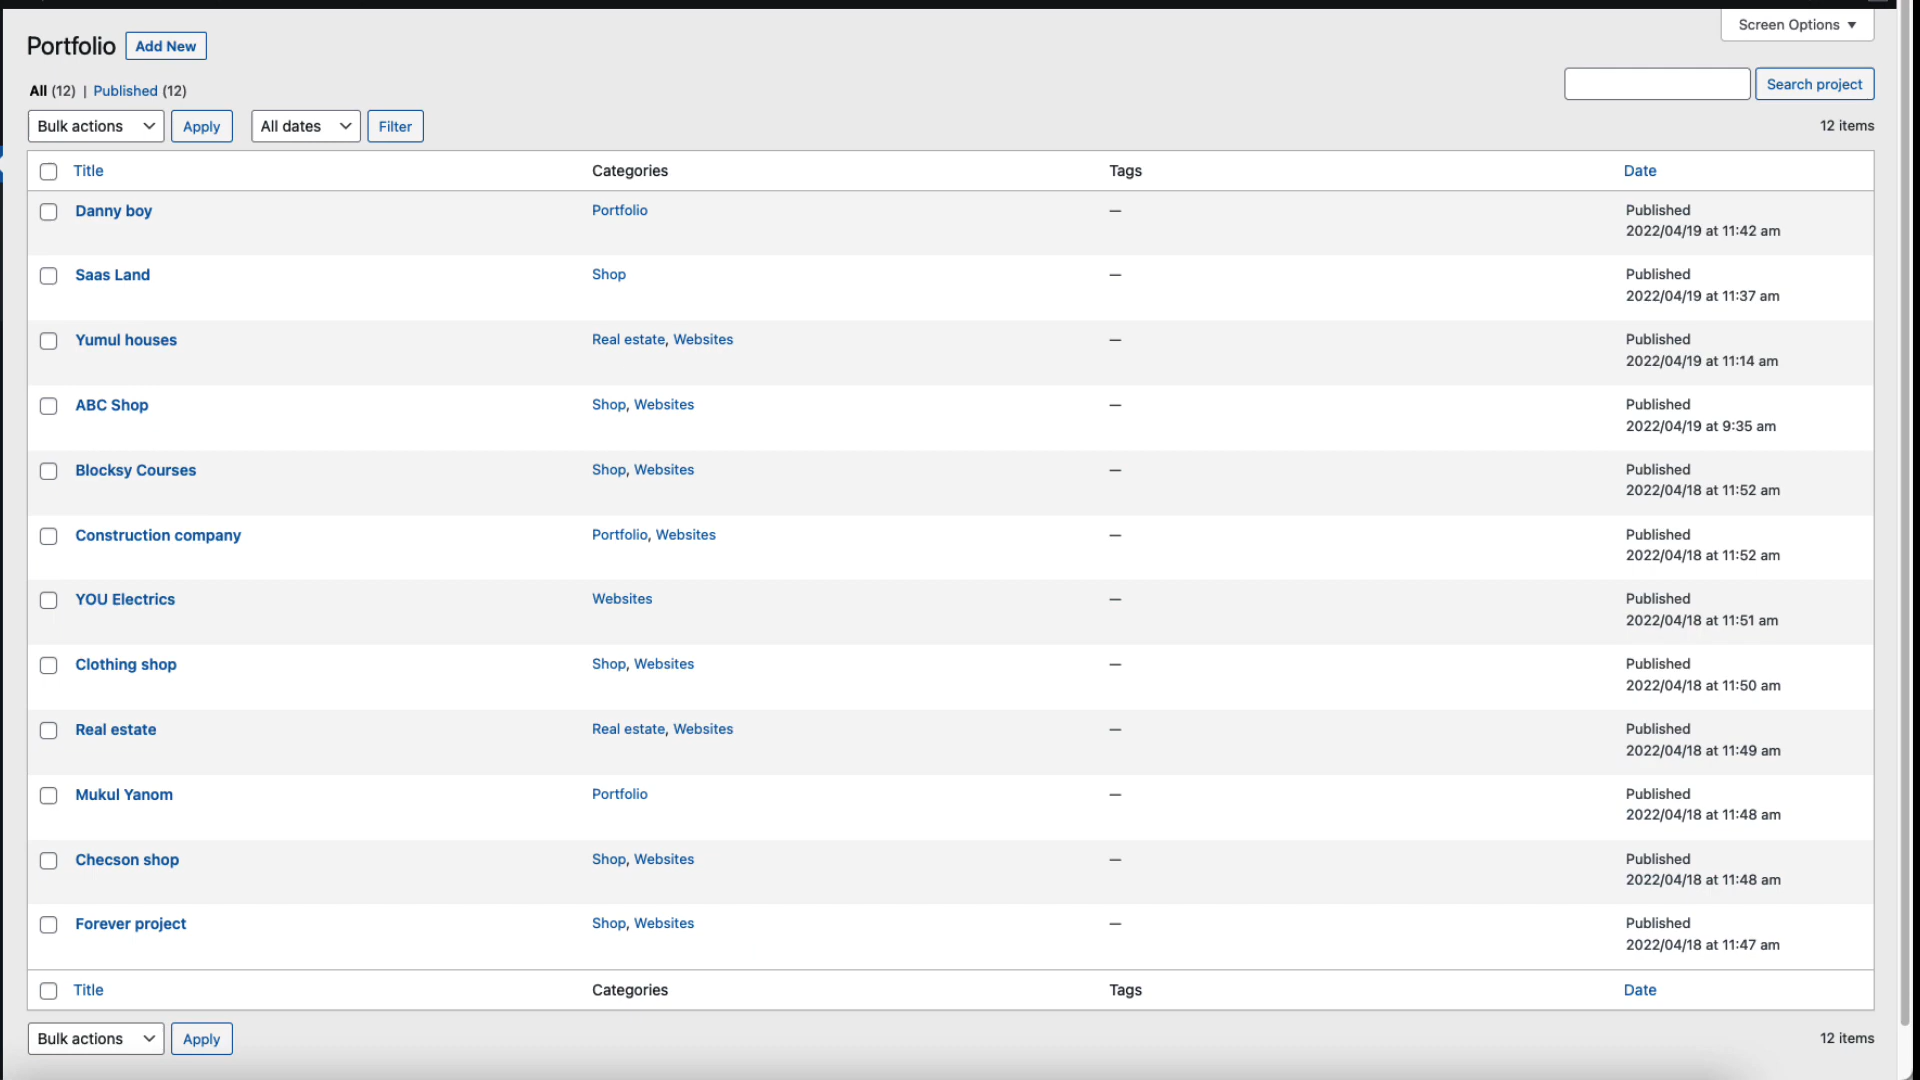 Screen Options ▼
Portfolio Add New
All (12) | Published (12)
Search project
Bulk actions Apply All dates Filter 12 items
Title Categories Tags Date
Danny boy Portfolio — Published
2022/04/19 at 11:42 am
Saas Land Shop — Published
2022/04/19 at 11:37 am
Yumul houses Real estate, Websites — Published
2022/04/19 at 11:14 am
ABC Shop Shop, Websites — Published
2022/04/19 at 9:35 am
Blocksy Courses Shop, Websites — Published
2022/04/18 at 11:52 am
Construction company Portfolio, Websites — Published
2022/04/18 at 11:52 am
YOU Electrics Websites — Published
2022/04/18 at 11:51 am
Clothing shop Shop, Websites — Published
2022/04/18 at 11:50 am
Real estate Real estate, Websites — Published
2022/04/18 at 11:49 am
Mukul Yanom Portfolio — Published
2022/04/18 at 11:48 am
Checson shop Shop, Websites — Published
2022/04/18 at 11:48 am
Forever project Shop, Websites — Published
2022/04/18 at 11:47 am
Title Categories Tags Date
Bulk actions Apply 12 items